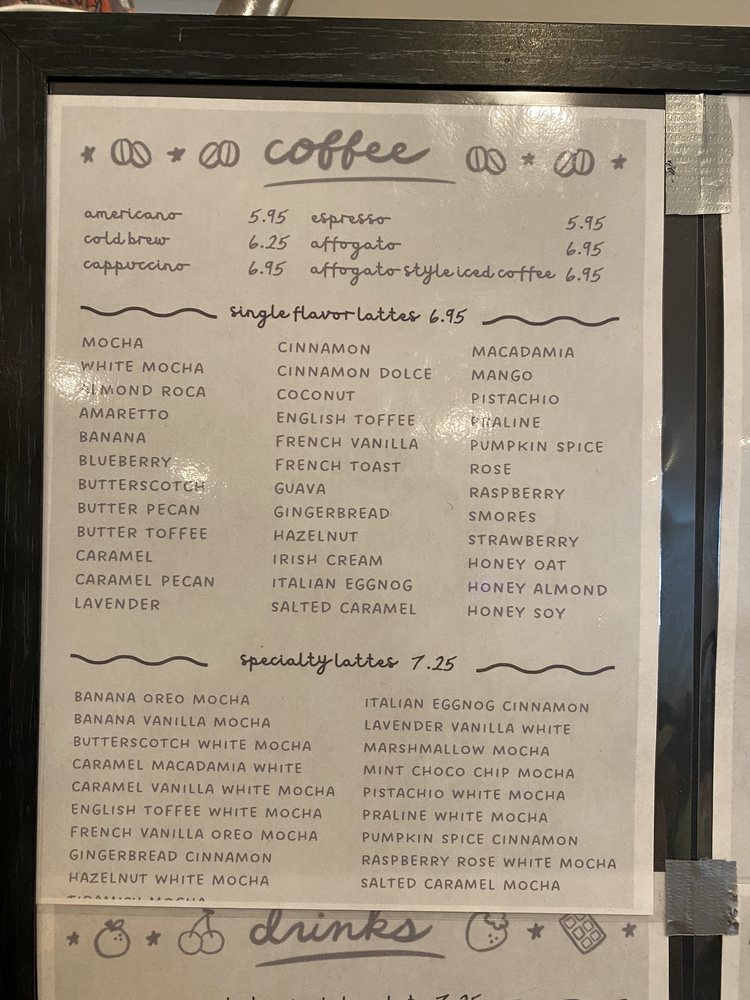 coffee
americano 5.95 espresso 5.95
cold brew 6.25 affogato 6.95
cappuccino 6.95 affogato style iced coffee 6.95
single flavor lattes 6.95
MOCHA
WHITE MOCHA
ALMOND ROCA
AMARETTO
BANANA
BLUEBERRY
BUTTERSCOTCH
BUTTER PECAN
BUTTER TOFFEE
CARAMEL
CARAMEL PECAN
LAVENDER
CINNAMON
CINNAMON DOLCE
COCONUT
ENGLISH TOFFEE
FRENCH VANILLA
FRENCH TOAST
GUAVA
GINGERBREAD
HAZELNUT
IRISH CREAM
ITALIAN EGGNOG
SALTED CARAMEL
MACADAMIA
MANGO
PISTACHIO
PRALINE
PUMPKIN SPICE
ROSE
RASPBERRY
SMORES
STRAWBERRY
HONEY OAT
HONEY ALMOND
HONEY SOY
specialty lattes 7.25
BANANA OREO MOCHA
BANANA VANILLA MOCHA
BUTTERSCOTCH WHITE MOCHA
CARAMEL MACADAMIA WHITE
CARAMEL VANILLA WHITE MOCHA
ENGLISH TOFFEE WHITE MOCHA
FRENCH VANILLA OREO MOCHA
GINGERBREAD CINNAMON
HAZELNUT WHITE MOCHA
TIRAMISU MOCHA
ITALIAN EGGNOG CINNAMON
LAVENDER VANILLA WHITE
MARSHMALLOW MOCHA
MINT CHOCO CHIP MOCHA
PISTACHIO WHITE MOCHA
PRALINE WHITE MOCHA
PUMPKIN SPICE CINNAMON
RASPBERRY ROSE WHITE MOCHA
SALTED CARAMEL MOCHA
drinks
7.25